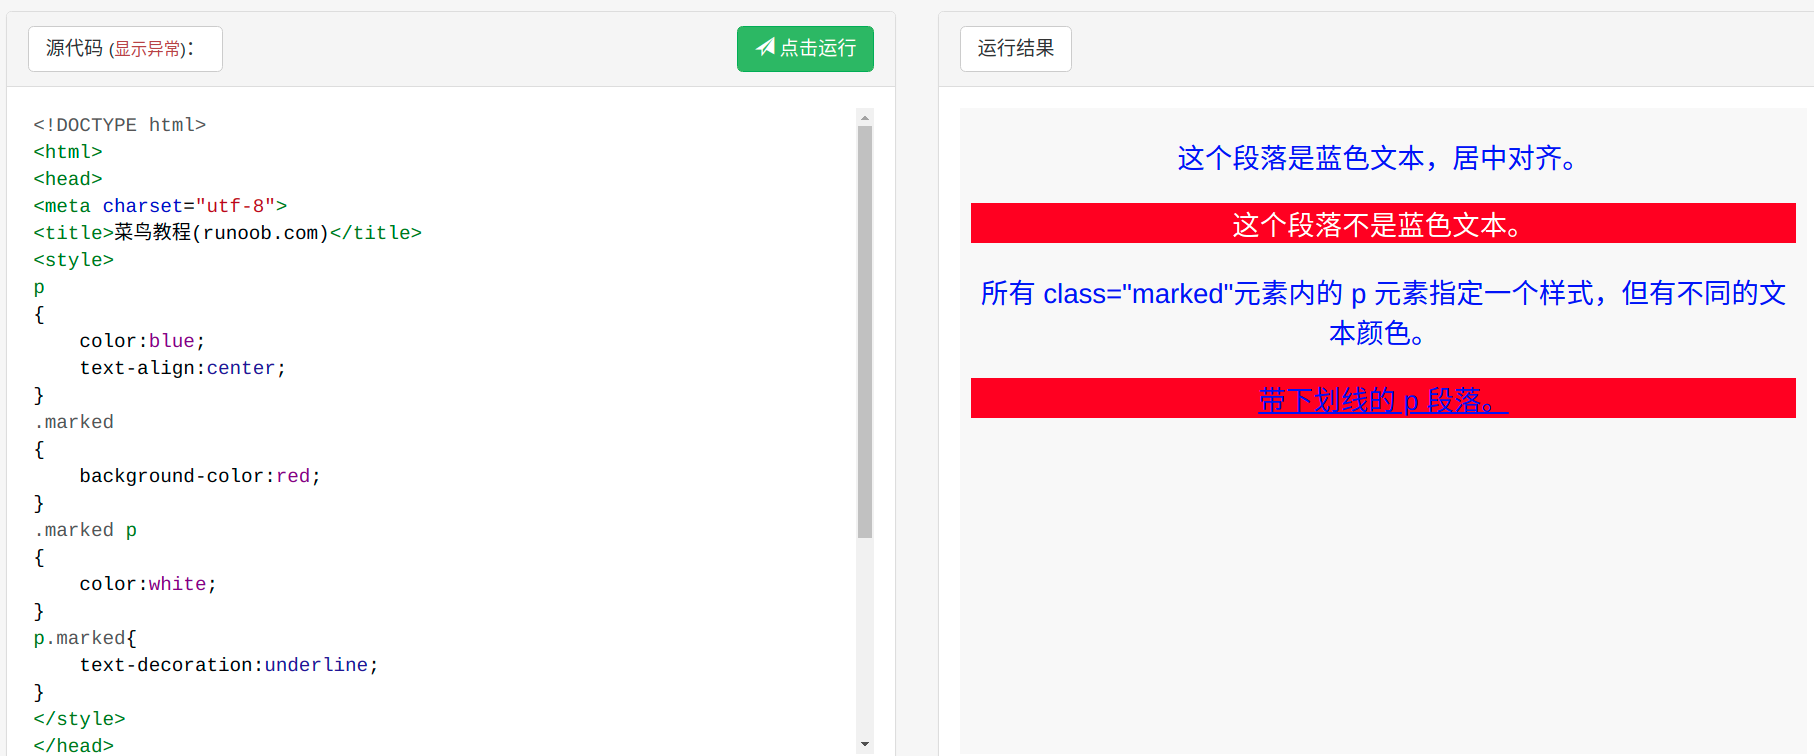 源代码 (显示异常)：
点击运行
<!DOCTYPE html>
<html>
<head>
<meta charset="utf-8">
<title>菜鸟教程(runoob.com)</title>
<style>
p
{
    color:blue;
    text-align:center;
}
.marked
{
    background-color:red;
}
.marked p
{
    color:white;
}
p.marked{
    text-decoration:underline;
}
</style>
</head>
运行结果
这个段落是蓝色文本，居中对齐。
这个段落不是蓝色文本。
所有 class="marked"元素内的 p 元素指定一个样式，但有不同的文
本颜色。
带下划线的 p 段落。